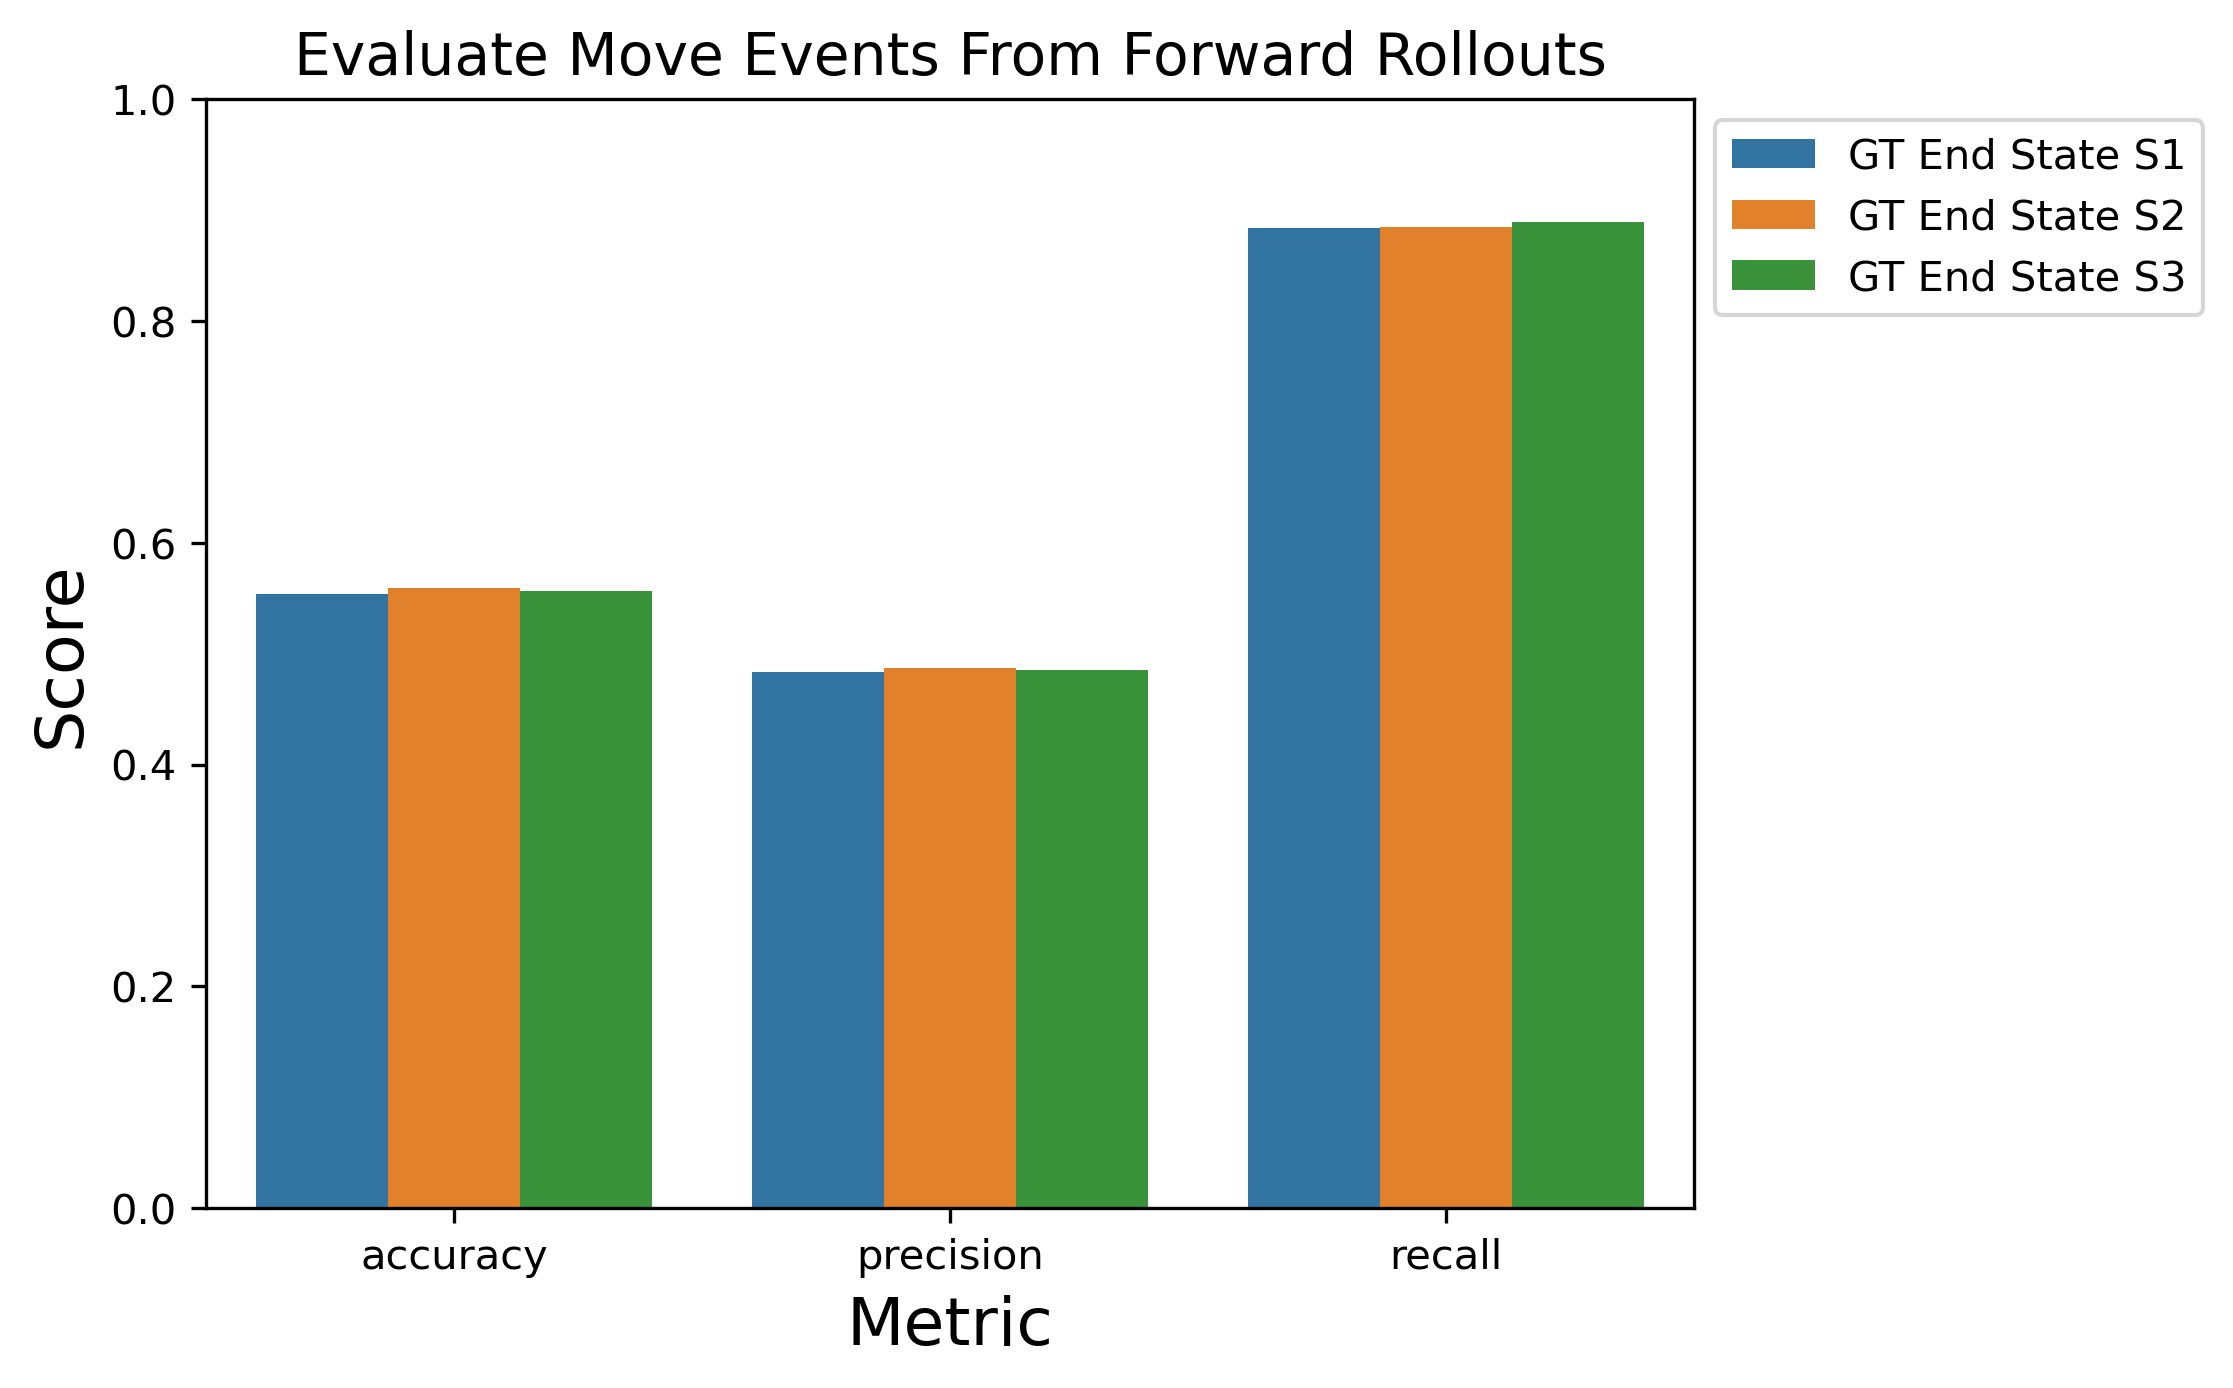 Evaluate Move Events From Forward Rollouts
1.0
0.8
0.6
0.4
0.2
0.0
Score
accuracy precision recall
Metric
GT End State S1
GT End State S2
GT End State S3